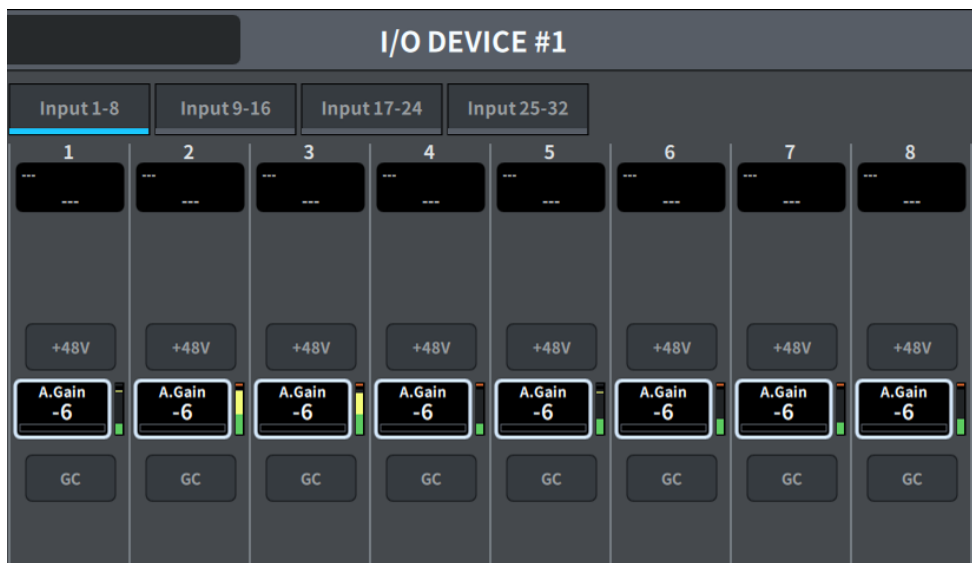 I/O DEVICE #1
Input 1-8 Input 9-16 Input 17-24 Input 25-32
1 2 3 4 5 6 7 8
--- --- --- --- --- --- --- ---
--- --- --- --- --- --- --- ---
+48V +48V +48V +48V +48V +48V +48V +48V
A.Gain A.Gain A.Gain A.Gain A.Gain A.Gain A.Gain A.Gain
-6 -6 -6 -6 -6 -6 -6 -6
GC GC GC GC GC GC GC GC